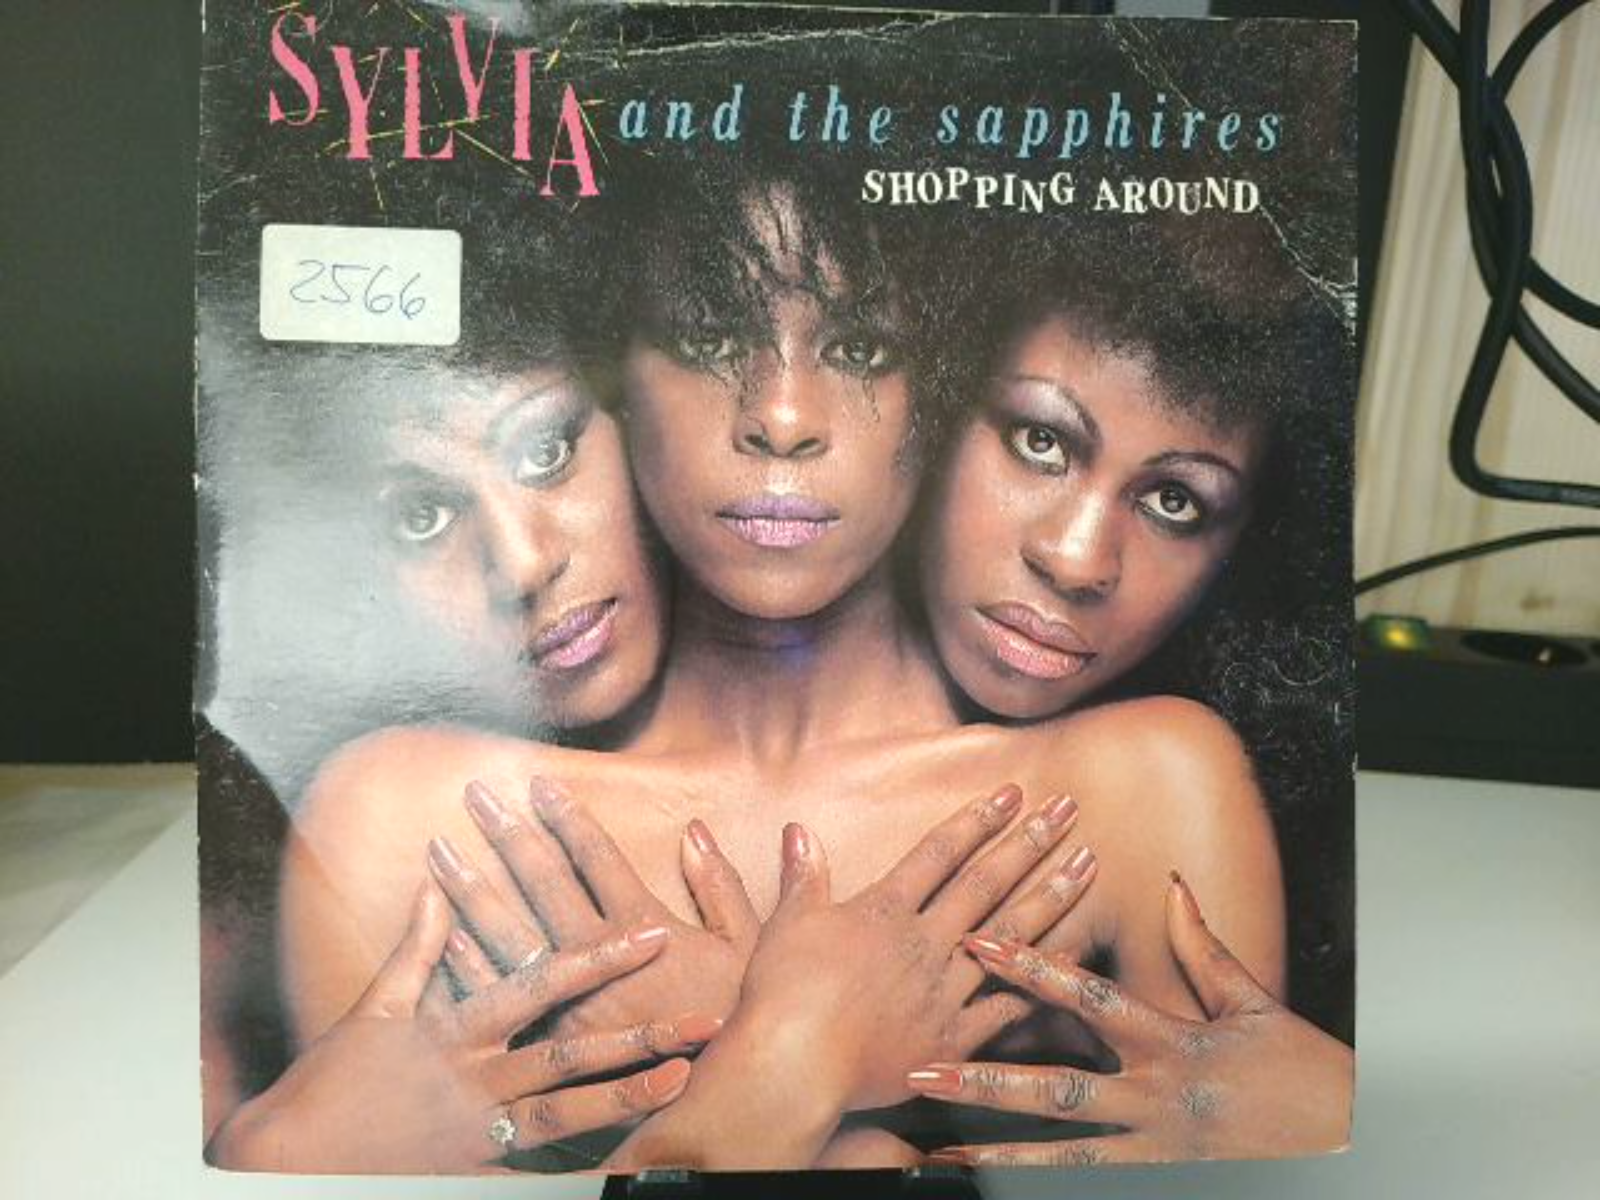 SYLVIA and the sapphires
SHOPPING AROUND
2566